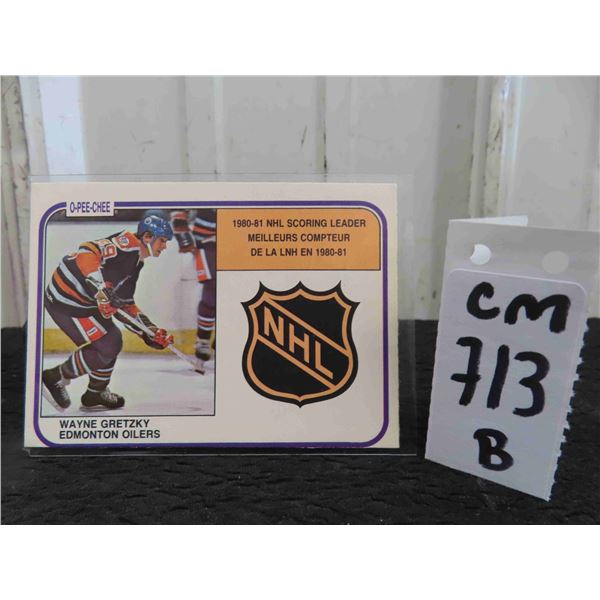 O-PEE-CHEE
1980-81 NHL SCORING LEADER
MEILLEURS COMPTEUR
DE LA LNH EN 1980-81
NHL
99
WAYNE GRETZKY
EDMONTON OILERS
CM
713
B